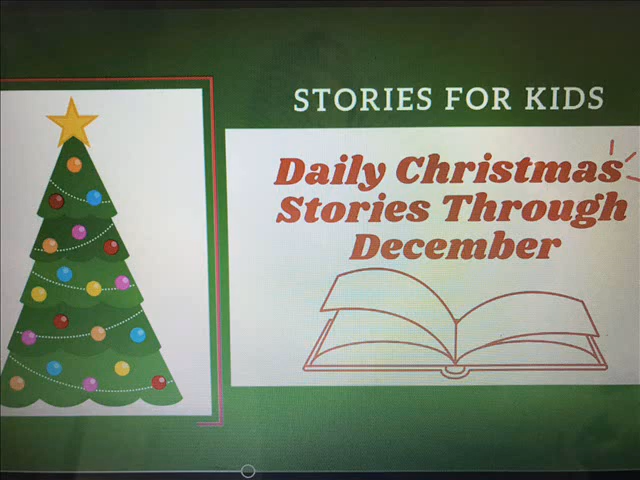 STORIES FOR KIDS
Daily Christmas
Stories Through
December